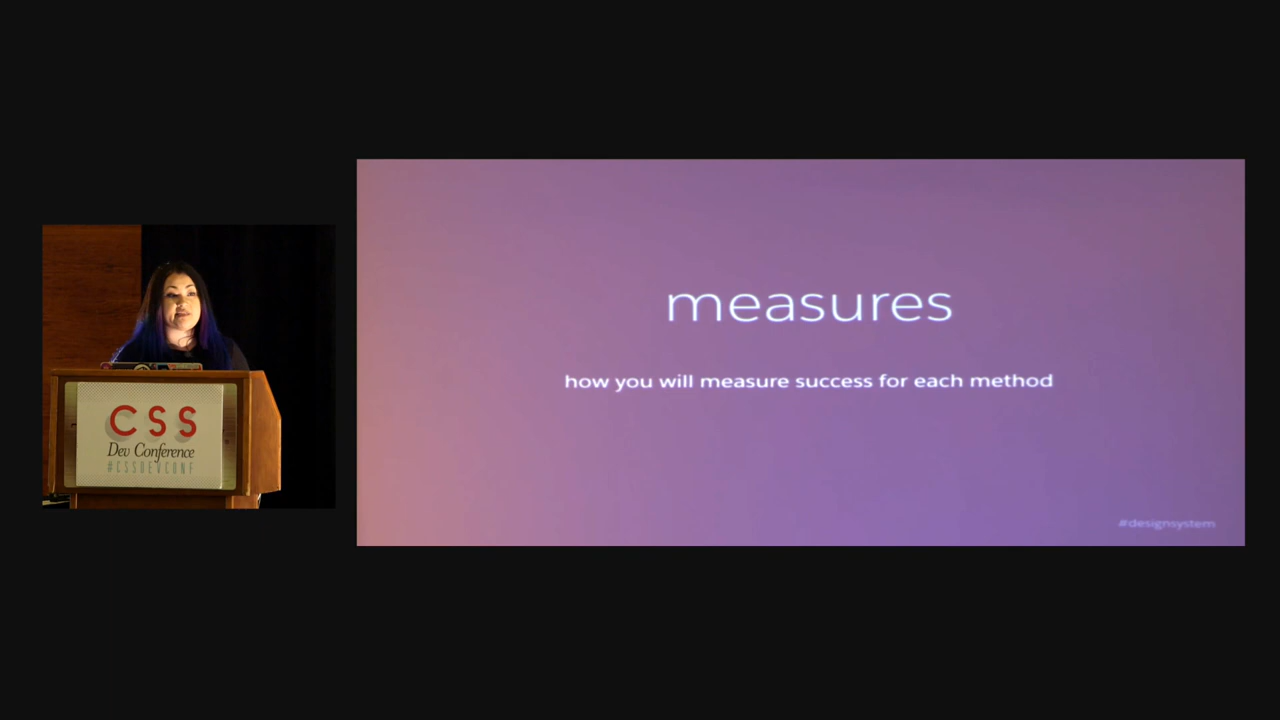 CSS
Dev Conference
#CSSDEVCONF
measures
how you will measure success for each method
#designsystem